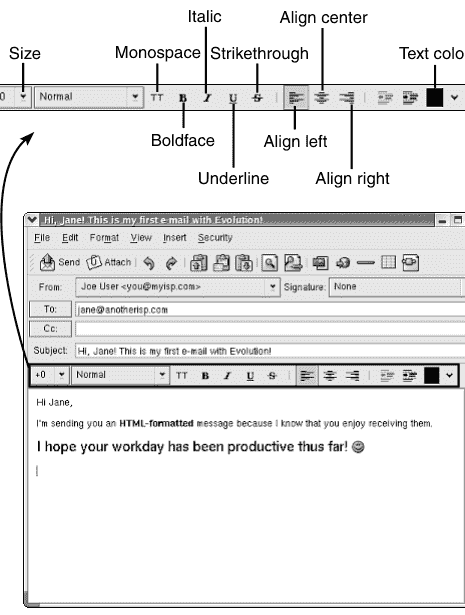 Italic
Align center
Size
Monospace
Strikethrough
Text colo
0 Normal TT B I U S
Boldface
Align left
Underline
Align right
Hi, Jane! This is my first e-mail with Evolution!
File Edit Format View Insert Security
Send Attach
From: Joe User <you@myisp.com> Signature: None
To: jane@anotherisp.com
Cc:
Subject: Hi, Jane! This is my first e-mail with Evolution!
+0 Normal TT B I U S
Hi Jane,
I'm sending you an HTML-formatted message because I know that you enjoy receiving them.
I hope your workday has been productive thus far!